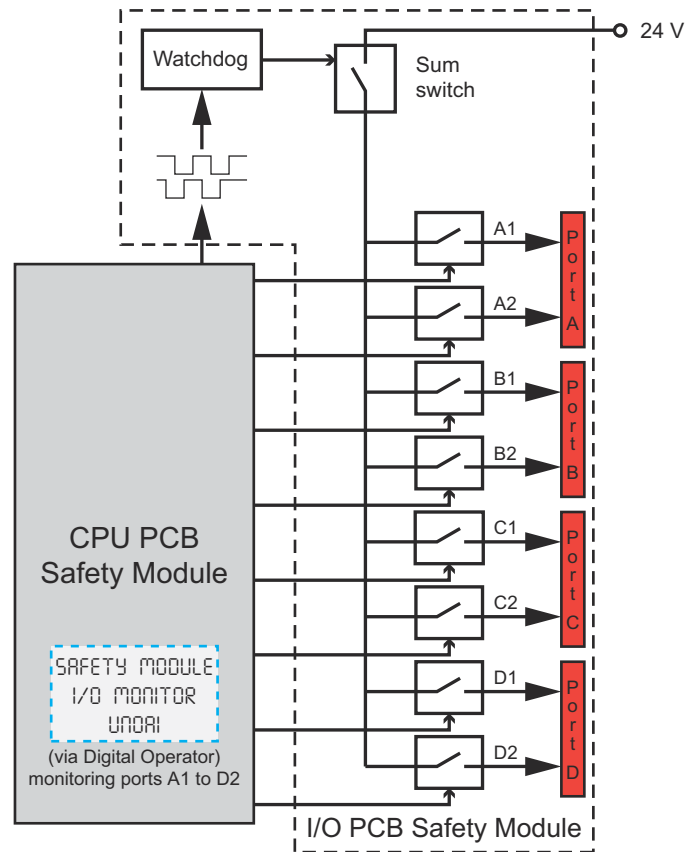 24 V
Watchdog
Sum
switch
A1
A2
Port A
B1
B2
Port B
C1
C2
Port C
D1
D2
Port D
CPU PCB
Safety Module
SAFETY MODULE
I/O MONITOR
UNOAI
(via Digital Operator)
monitoring ports A1 to D2
I/O PCB Safety Module